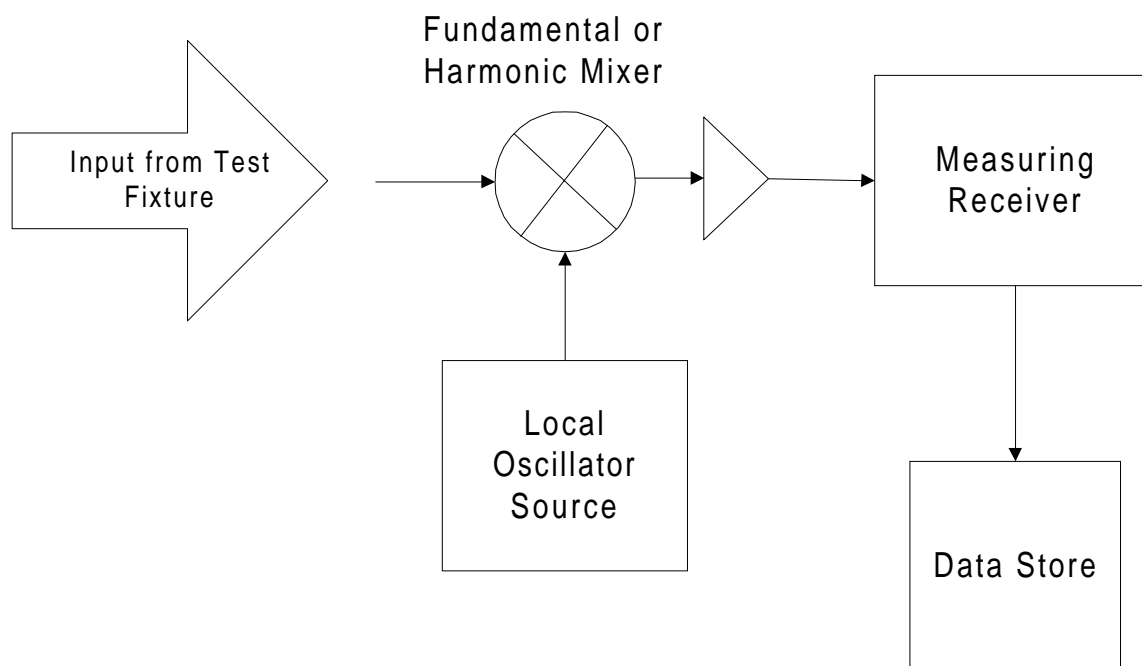 Fundamental or
Harmonic Mixer
Input from Test
Fixture
Measuring
Receiver
Local
Oscillator
Source
Data Store